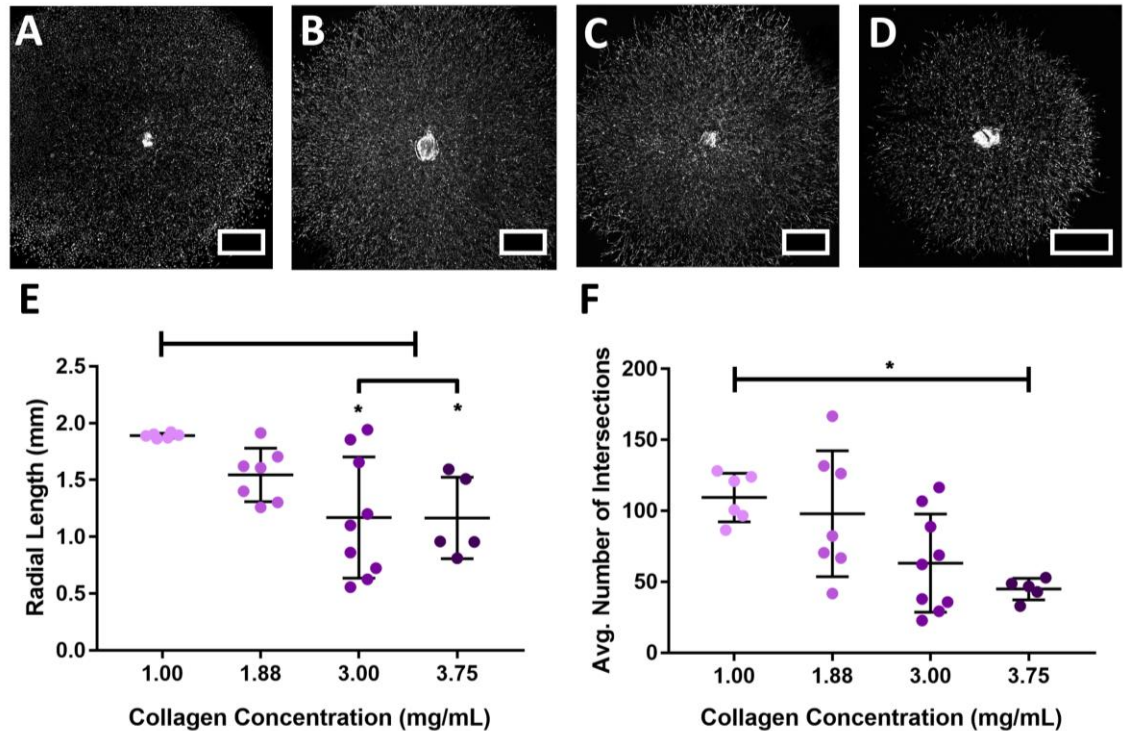 A
B
C
D
E
F
Radial Length (mm)
2.5
2.0
1.5
1.0
0.5
0.0
*
*
1.00
1.88
3.00
3.75
Collagen Concentration (mg/mL)
Avg. Number of Intersections
200
150
100
50
0
*
1.00
1.88
3.00
3.75
Collagen Concentration (mg/mL)